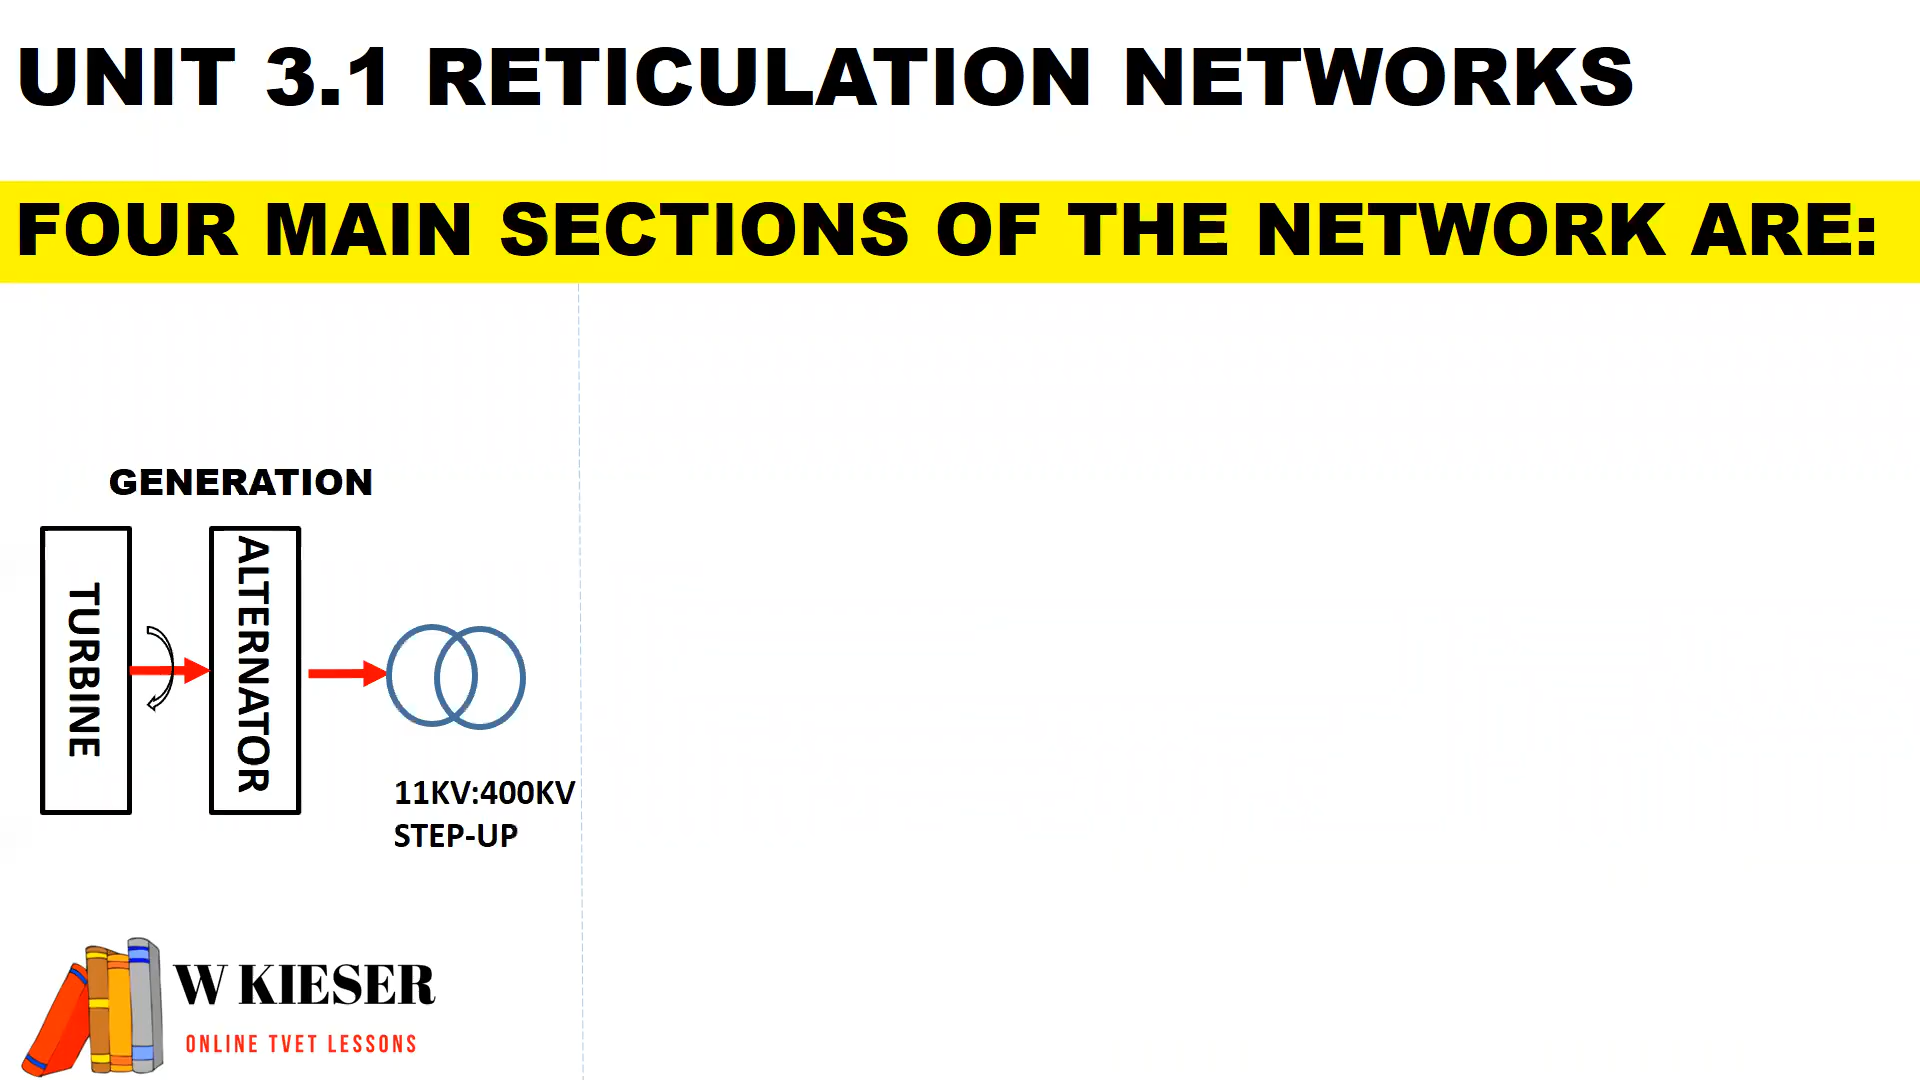 UNIT 3.1 RETICULATION NETWORKS
FOUR MAIN SECTIONS OF THE NETWORK ARE:
GENERATION
TURBINE
ALTERNATOR
11KV:400KV
STEP-UP
W KIESER
ONLINE TVET LESSONS